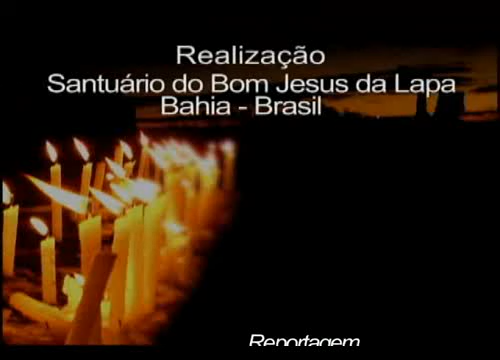 Realização
Santuário do Bom Jesus da Lapa
Bahia - Brasil
Reportagem